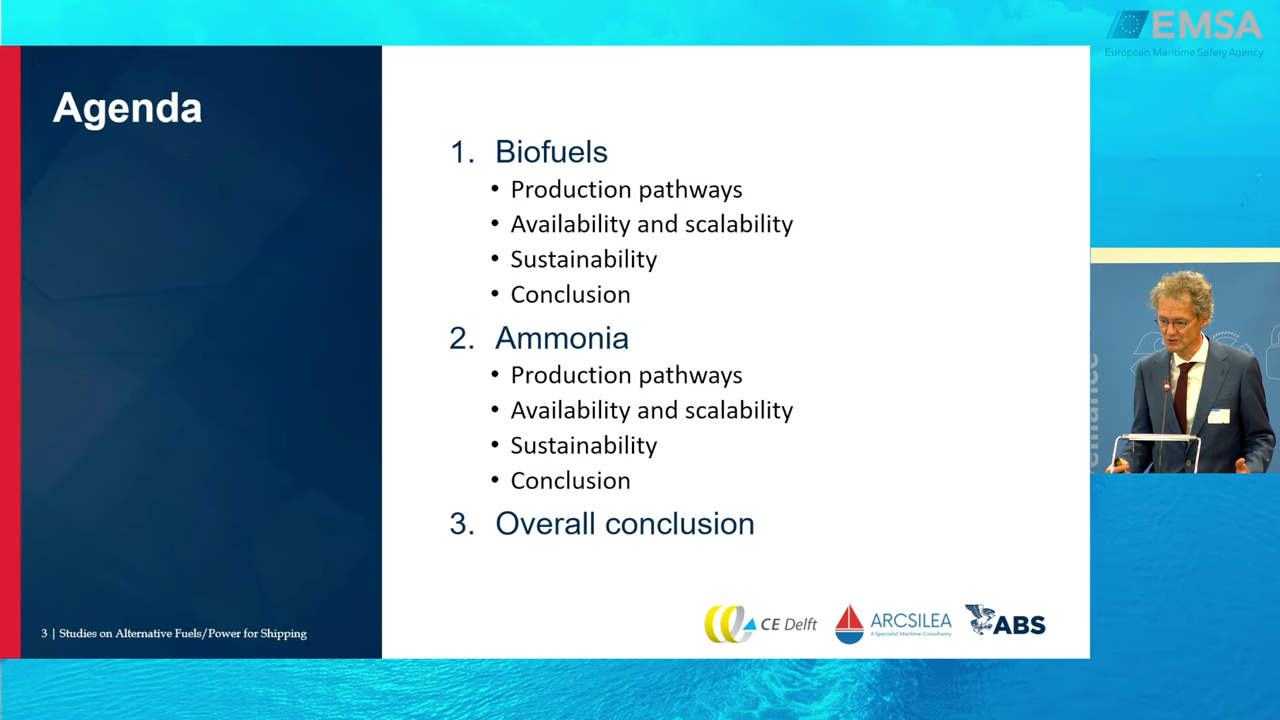 EMSA
European Maritime Safety Agency
Agenda
1. Biofuels
• Production pathways
• Availability and scalability
• Sustainability
• Conclusion
2. Ammonia
• Production pathways
• Availability and scalability
• Sustainability
• Conclusion
3. Overall conclusion
3 | Studies on Alternative Fuels/Power for Shipping
CE Delft
ARCSILEA
A Specialist Maritime Consultancy
ABS